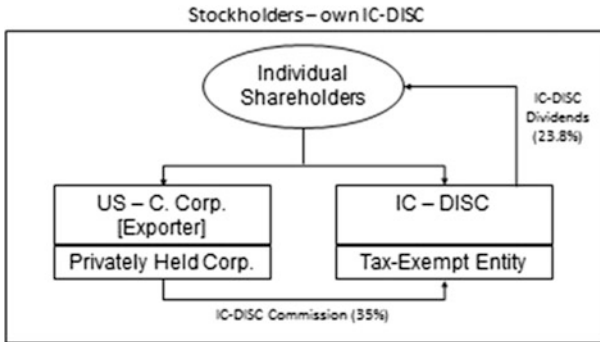 Stockholders – own IC-DISC
Individual
Shareholders
IC-DISC
Dividends
(23.8%)
US – C. Corp.
[Exporter]
Privately Held Corp.
IC – DISC
Tax-Exempt Entity
IC-DISC Commission (35%)